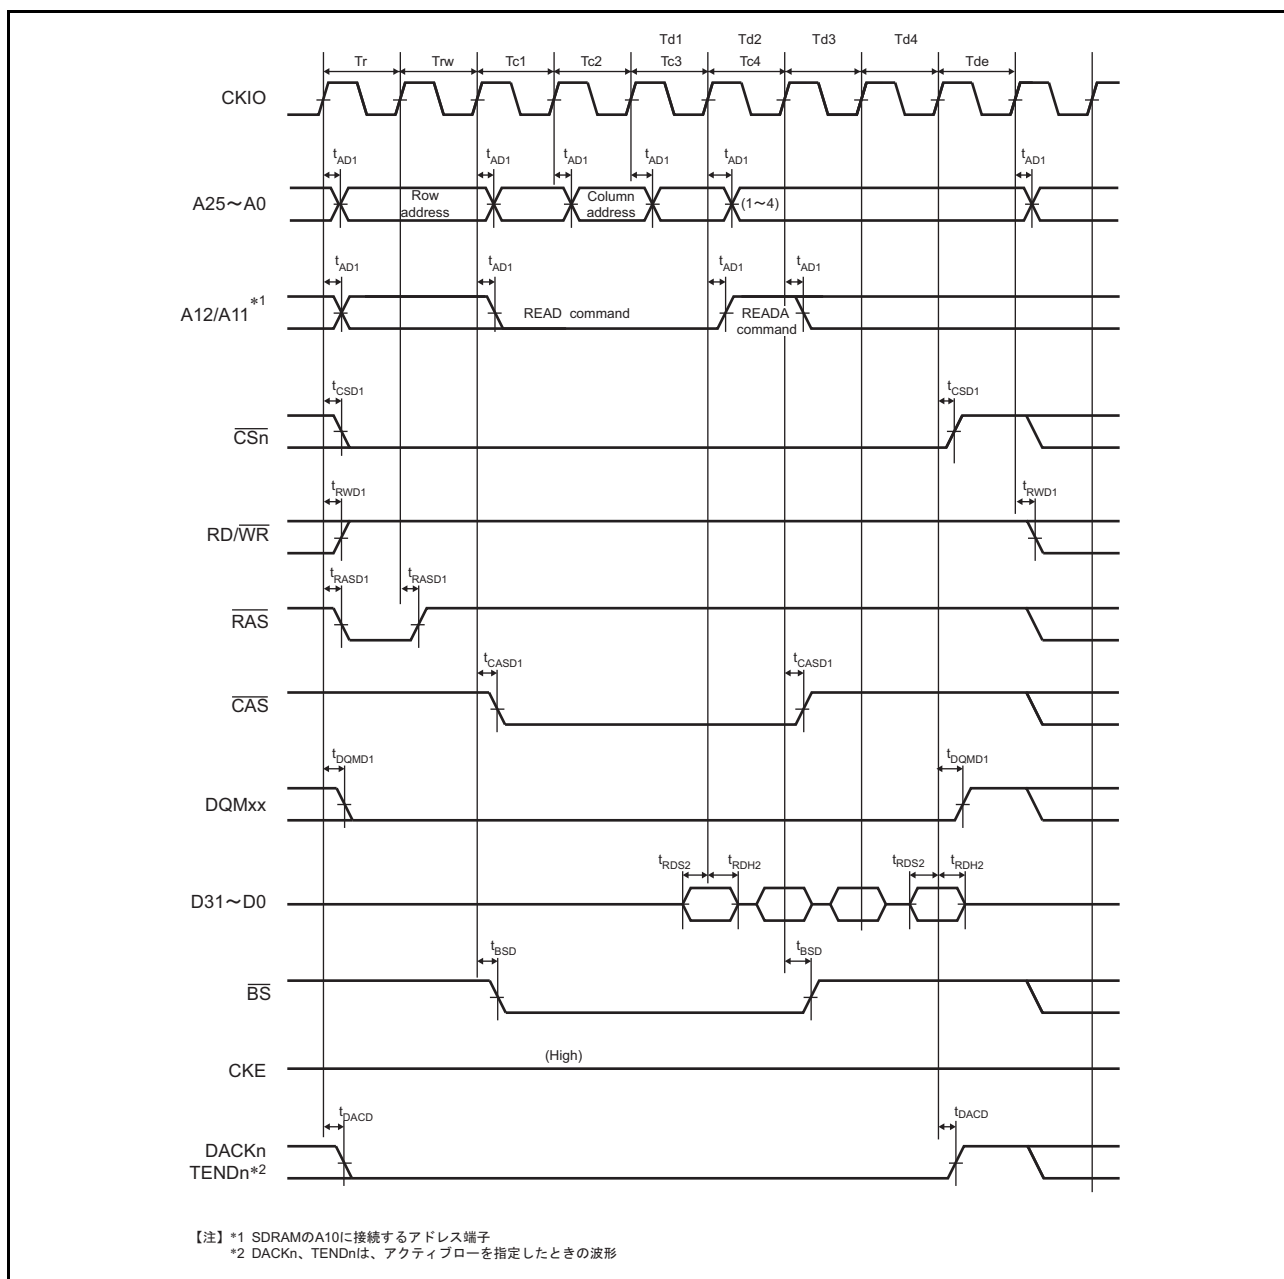 Td1 Td2 Td3 Td4
Tr Trw Tc1 Tc2 Tc3 Tc4 Tde
CKIO
tAD1 tAD1 tAD1 tAD1 tAD1 tAD1
A25～A0
Row address
Column address
(1～4)
tAD1 tAD1 tAD1 tAD1
A12/A11*1
READ command
READA command
tCSD1 tCSD1
CSn
tRWD1 tRWD1
RD/WR
tRASD1 tRASD1
RAS
tCASD1 tCASD1
CAS
tDQMD1 tDQMD1
DQMxx
tRDS2 tRDH2 tRDS2 tRDH2
D31～D0
tBSD tBSD
BS
(High)
CKE
tDACD tDACD
DACKn
TENDn*2
【注】*1 SDRAMのA10に接続するアドレス端子
*2 DACKn、TENDnは、アクティブローを指定したときの波形